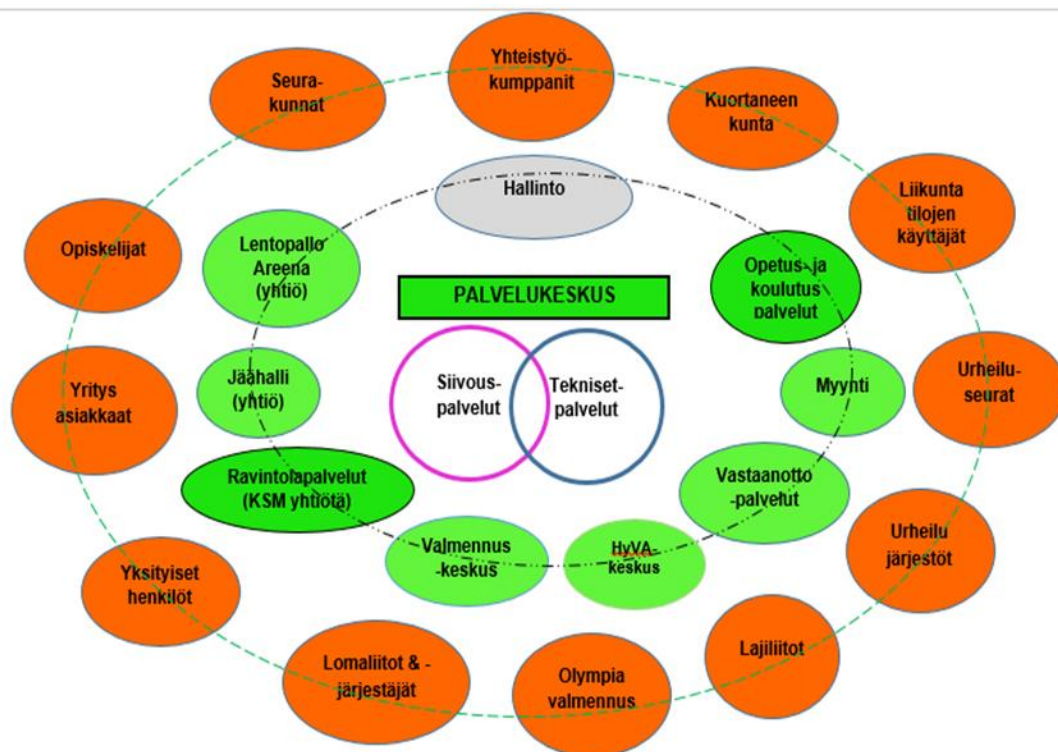 Yhteistyö-
kumppanit
Seura-
kunnat
Kuortaneen
kunta
Hallinto
Liikunta
tilojen
käyttäjät
Opiskelijat
Lentopallo
Areena
(yhtiö)
Opetus- ja
koulutus
palvelut
PALVELUKESKUS
Yritys
asiakkaat
Jäähalli
(yhtiö)
Siivous-
palvelut
Tekniset-
palvelut
Myynti
Urheilu-
seurat
Ravintolapalvelut
(KSM yhtiötä)
Vastaanotto
-palvelut
Valmennus
-keskus
HyVA-
keskus
Urheilu
järjestöt
Yksityiset
henkilöt
Lomaliitot & -
järjestäjät
Olympia
valmennus
Lajiliitot